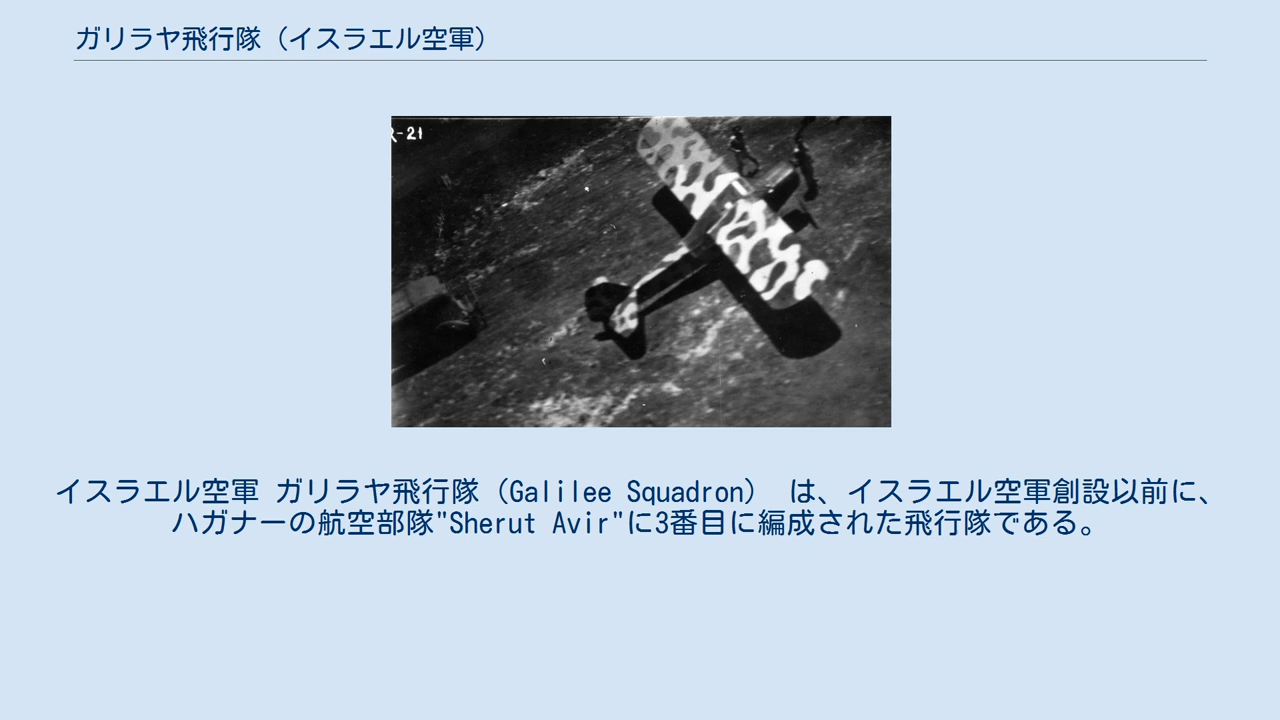 ガリラヤ飛行隊（イスラエル空軍）
-21
イスラエル空軍 ガリラヤ飛行隊（Galilee Squadron） は、イスラエル空軍創設以前に、
ハガナーの航空部隊"Sherut Avir"に3番目に編成された飛行隊である。